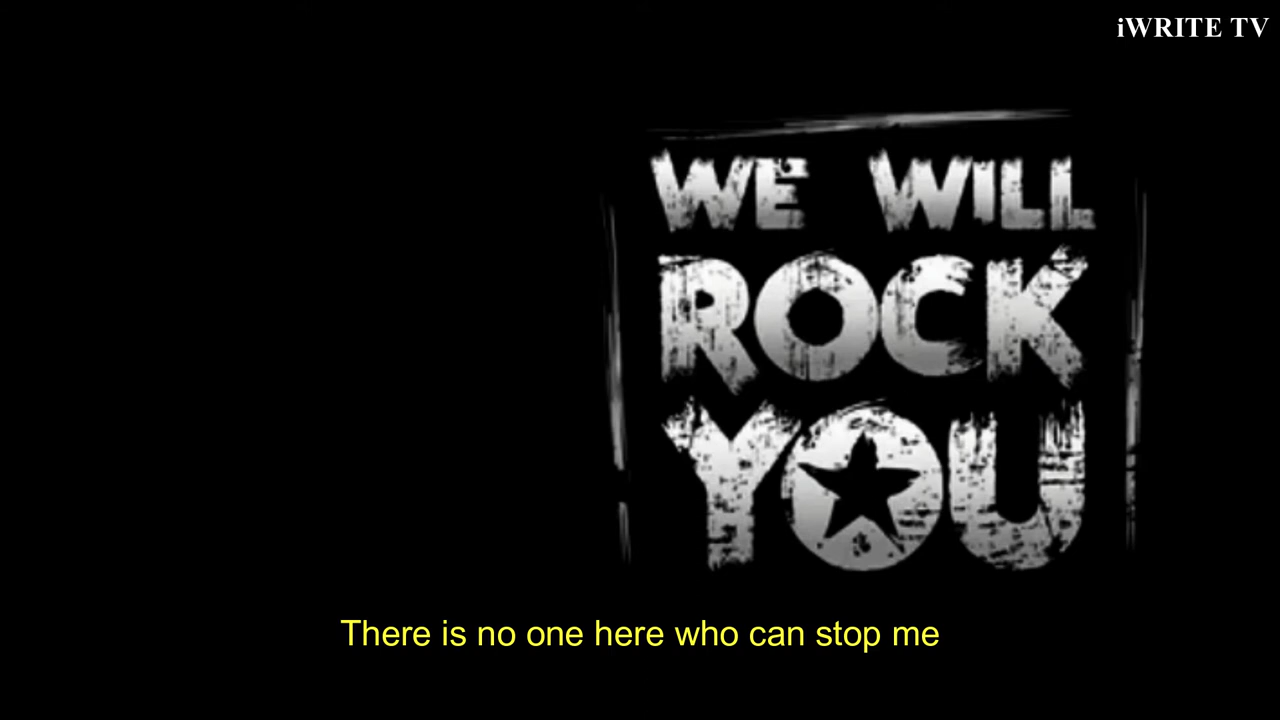 iWRITE TV
WE WILL
ROCK
YOU
There is no one here who can stop me